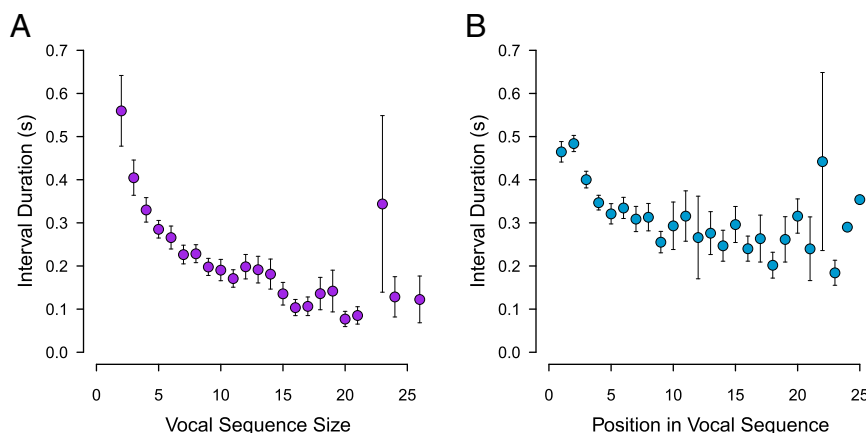 A
B
0.7
0.6
0.5
0.4
0.3
0.2
0.1
0.0
Interval Duration (s)
0 5 10 15 20 25
Vocal Sequence Size
0.7
0.6
0.5
0.4
0.3
0.2
0.1
0.0
Interval Duration (s)
0 5 10 15 20 25
Position in Vocal Sequence